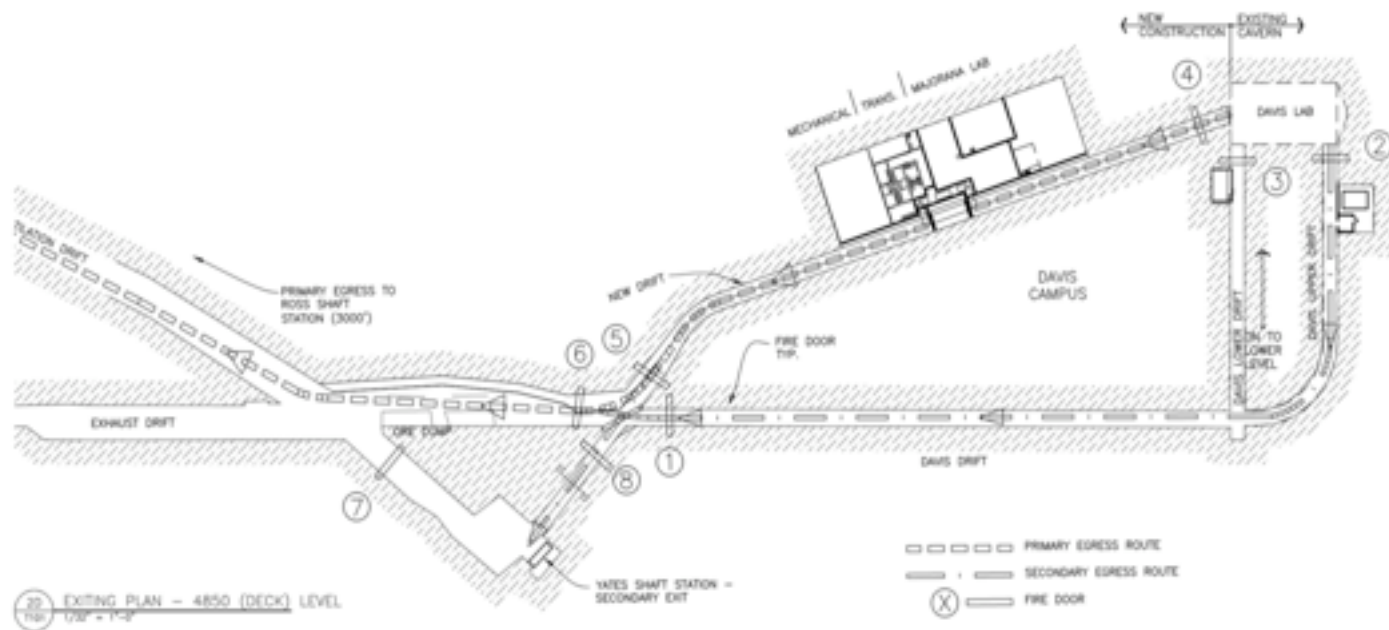 NEW
CONSTRUCTION
EXISTING
CAVERN
4
MECHANICAL
TRANS.
MAJORANA LAB
DAVIS LAB
2
3
VENTILATION DRIFT
PRIMARY EGRESS TO
ROSS SHAFT
STATION (3000')
NEW DRIFT
DAVIS
CAMPUS
DAVIS UPPER DRIFT
DAVIS LOWER DRIFT
DN. TO
LOWER
LEVEL
5
6
FIRE DOOR
TYP.
EXHAUST DRIFT
ORE DUMP
8
1
DAVIS DRIFT
7
YATES SHAFT STATION –
SECONDARY EXIT
PRIMARY EGRESS ROUTE
SECONDARY EGRESS ROUTE
X FIRE DOOR
EXITING PLAN – 4850 (DECK) LEVEL